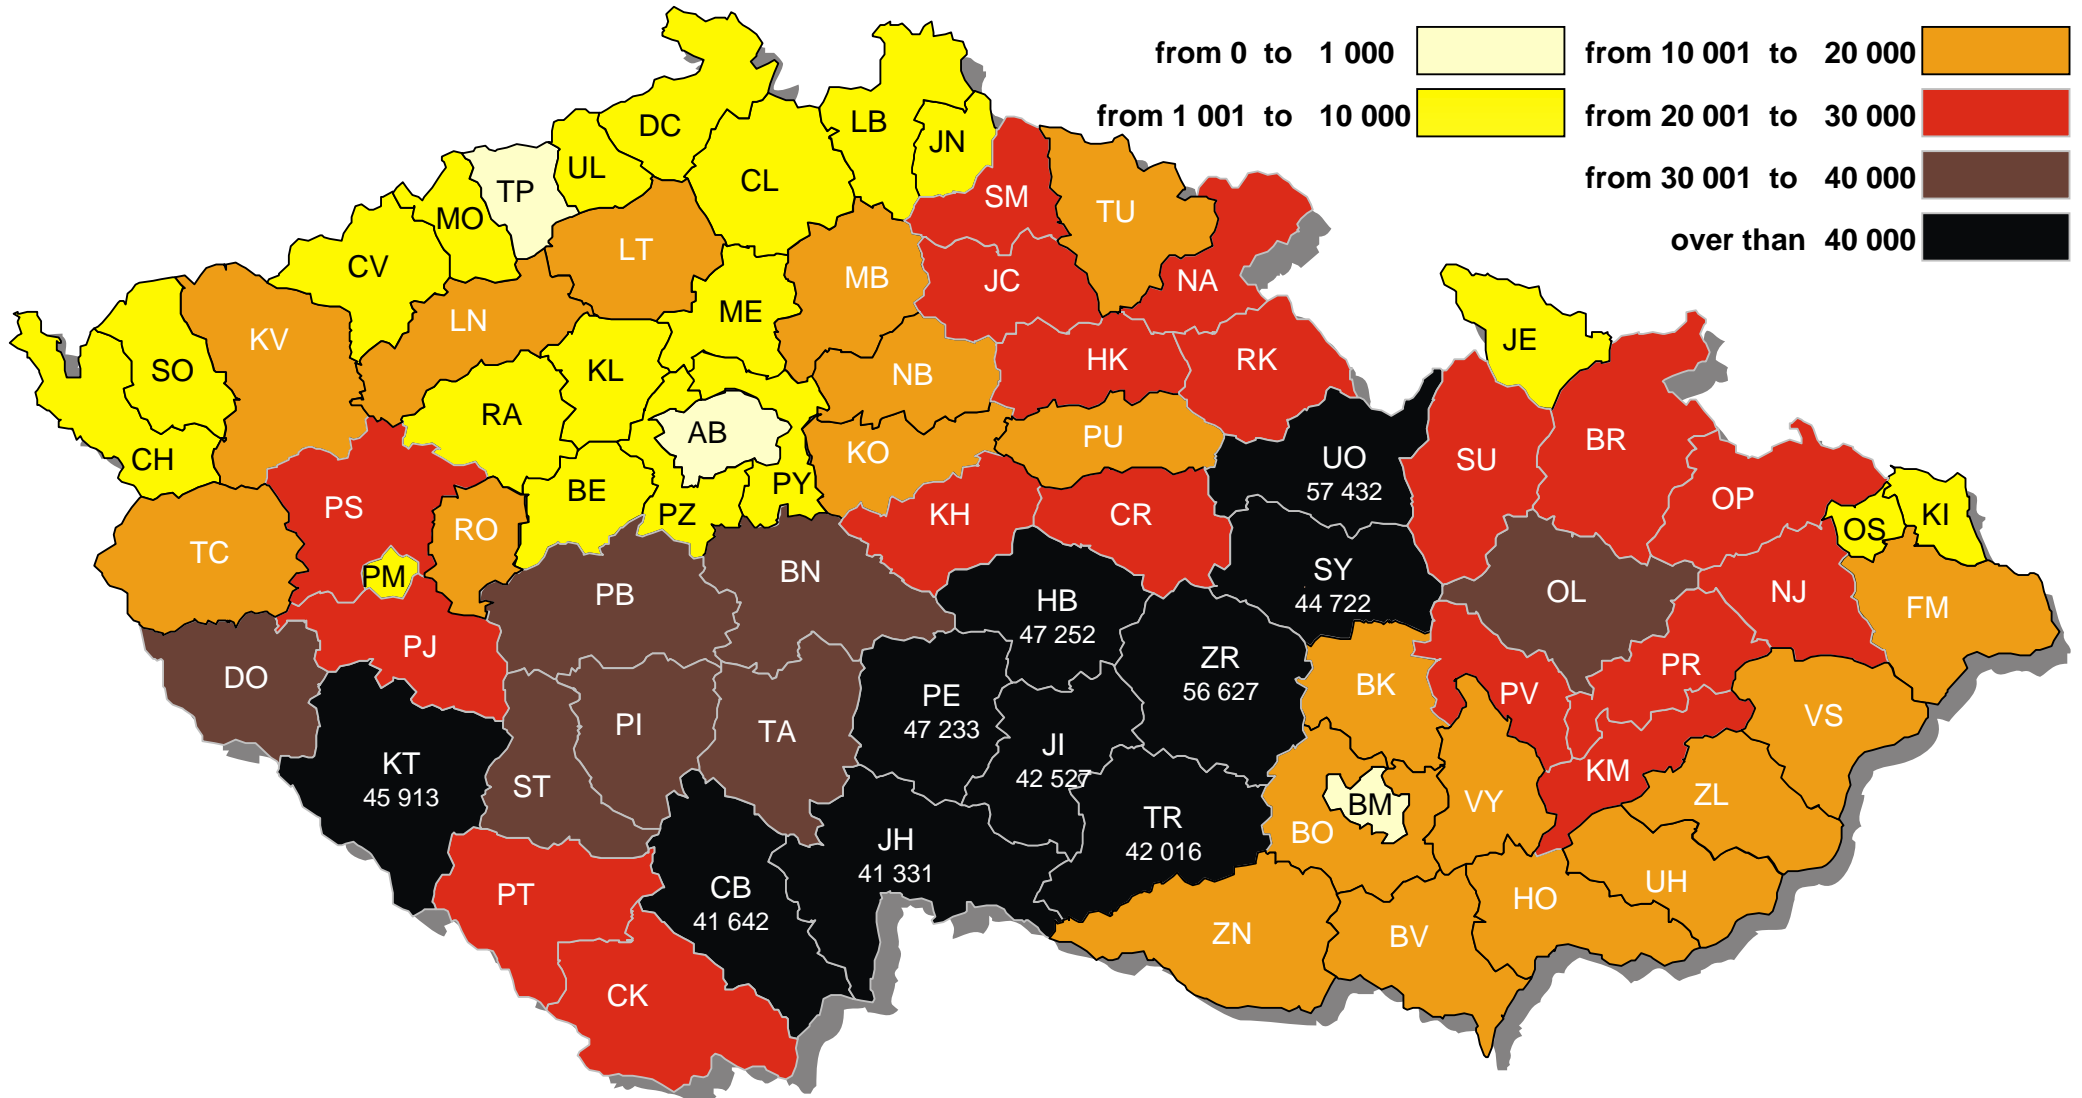 from 0 to 1 000
from 10 001 to 20 000
from 1 001 to 10 000
from 20 001 to 30 000
from 30 001 to 40 000
over than 40 000
DC
LB
JN
UL
TP
CL
MO
SM
TU
LT
CV
MB
JC
NA
ME
LN
KV
JE
SO
KL
NB
HK
RK
RA
AB
PU
BR
KO
CH
UO
57 432
SU
BE
PY
PS
PZ
KH
CR
OP
KI
OS
RO
TC
PM
BN
SY
44 722
PB
HB
47 252
OL
NJ
FM
PJ
DO
ZR
56 627
PR
BK
PV
PE
47 233
PI
TA
JI
42 527
VS
KT
45 913
ST
KM
ZL
VY
BM
TR
42 016
BO
JH
41 331
CB
41 642
PT
UH
HO
ZN
BV
CK